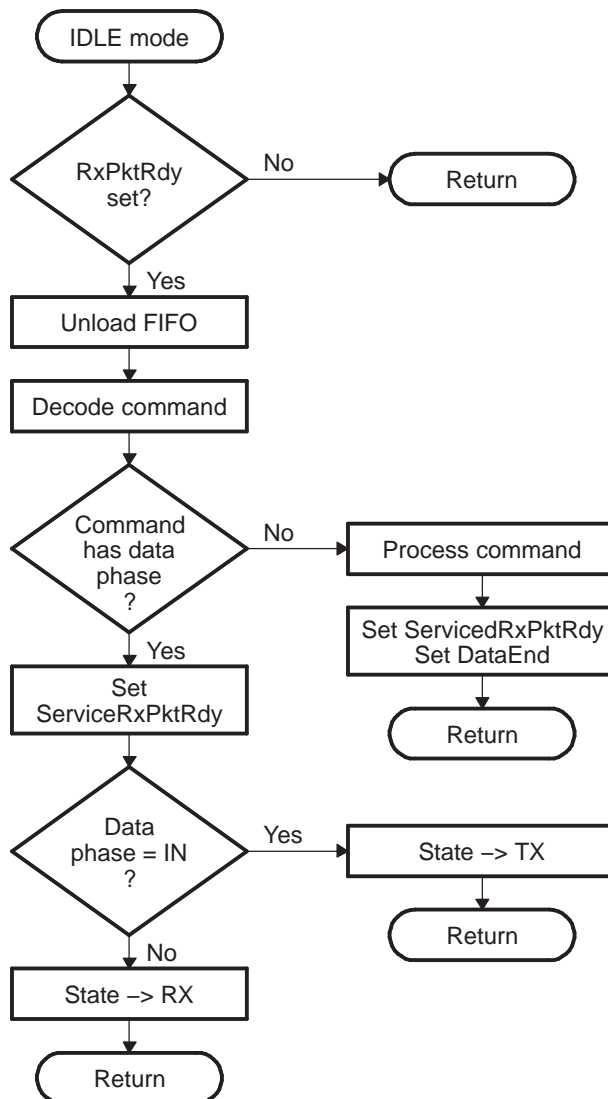 IDLE mode
RxPktRdy
set?
No
Return
Yes
Unload FIFO
Decode command
Command
has data
phase
?
No
Process command
Set ServicedRxPktRdy
Set DataEnd
Return
Yes
Set
ServiceRxPktRdy
Data
phase = IN
?
Yes
State –> TX
Return
No
State –> RX
Return